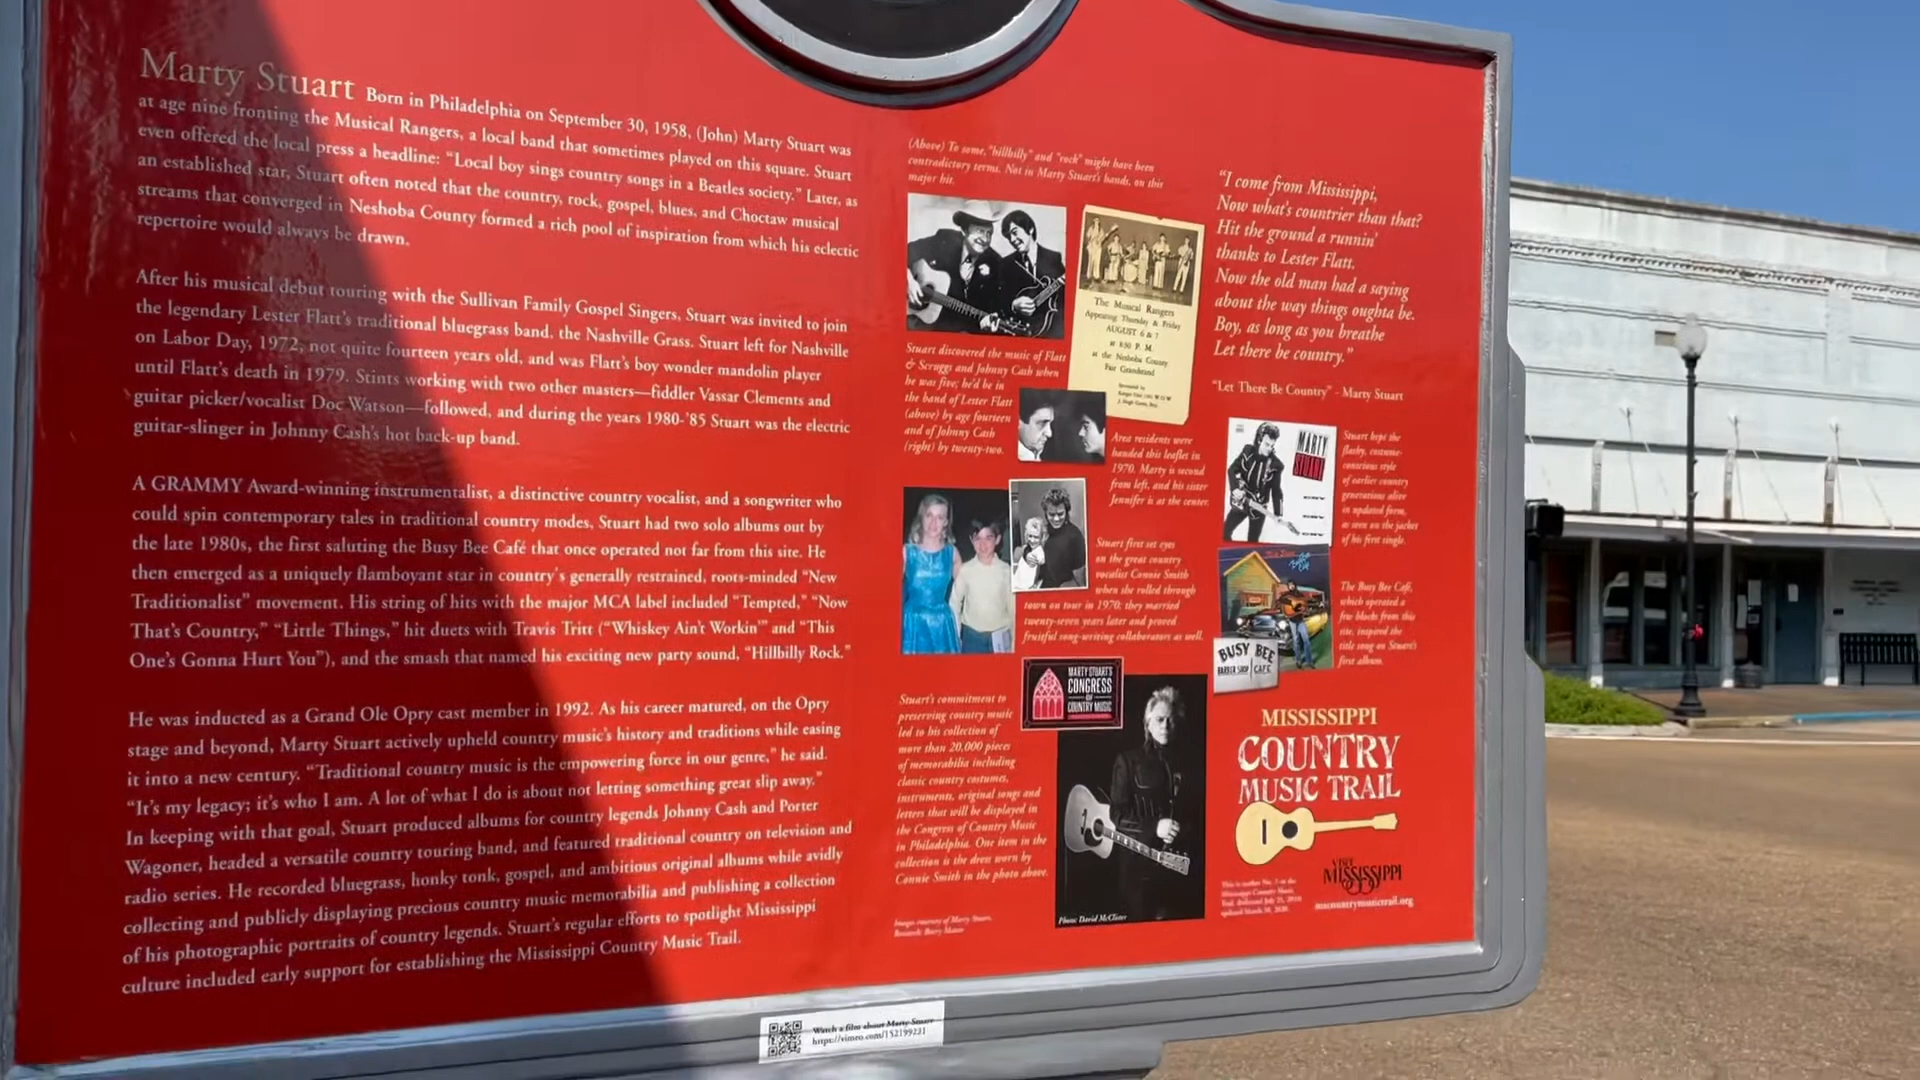 Marty Stuart Born in Philadelphia on September 30, 1958, (John) Marty Stuart was
at age nine fronting the Musical Rangers, a local band that sometimes played on this square. Stuart
even offered the local press a headline: “Local boy sings country songs in a Beatles society.” Later, as
an established star, Stuart often noted that the country, rock, gospel, blues, and Choctaw musical
streams that converged in Neshoba County formed a rich pool of inspiration from which his eclectic
repertoire would always be drawn.
After his musical debut touring with the Sullivan Family Gospel Singers, Stuart was invited to join
the legendary Lester Flatt’s traditional bluegrass band, the Nashville Grass. Stuart left for Nashville
on Labor Day, 1972, not quite fourteen years old, and was Flatt’s boy wonder mandolin player
until Flatt’s death in 1979. Stints working with two other masters—fiddler Vassar Clements and
guitar picker/vocalist Doc Watson—followed, and during the years 1980-’85 Stuart was the electric
guitar-slinger in Johnny Cash’s hot back-up band.
A GRAMMY Award-winning instrumentalist, a distinctive country vocalist, and a songwriter who
could spin contemporary tales in traditional country modes, Stuart had two solo albums out by
the late 1980s, the first saluting the Busy Bee Café that once operated not far from this site. He
then emerged as a uniquely flamboyant star in country’s generally restrained, roots-minded “New
Traditionalist” movement. His string of hits with the major MCA label included “Tempted,” “Now
That’s Country,” “Little Things,” hit duets with Travis Tritt (“Whiskey Ain’t Workin’” and “This
One’s Gonna Hurt You”), and the smash that named his exciting new party sound, “Hillbilly Rock.”
He was inducted as a Grand Ole Opry cast member in 1992. As his career matured, on the Opry
stage and beyond, Marty Stuart actively upheld country music’s history and traditions while easing
it into a new century. “Traditional country music is the empowering force in our genre,” he said.
“It’s my legacy; it’s who I am. A lot of what I do is about not letting something great slip away.”
In keeping with that goal, Stuart produced albums for country legends Johnny Cash and Porter
Wagoner, headed a versatile country touring band, and featured traditional country on television and
radio series. He recorded bluegrass, honky tonk, gospel, and ambitious original albums while avidly
collecting and publicly displaying precious country music memorabilia and publishing a collection
of his photographic portraits of country legends. Stuart’s regular efforts to spotlight Mississippi
culture included early support for establishing the Mississippi Country Music Trail.
(Above) To some, “hillbilly” and “rock” might have been
contradictory terms. Not in Marty Stuart’s hands, on this
major hit.
The Musical Rangers
Appearing Thursday & Friday
AUGUST 6 & 7
at 8:30 P. M.
at the Neshoba County
Fair Grandstand
Sponsored by
Stuart discovered the music of Flatt
& Scruggs and Johnny Cash when
he was five; he’d be in
the band of Lester Flatt
(above) by age fourteen
and of Johnny Cash
(right) by twenty-two.
Area residents were
handed this leaflet in
1970. Marty is second
from left, and his sister
Jennifer is at the center.
Stuart first set eyes
on the great country
vocalist Connie Smith
when she rolled through
town on tour in 1970; they married
twenty-seven years later and proved
fruitful song-writing collaborators as well.
MARTY STUART’S
CONGRESS
OF
COUNTRY MUSIC
Stuart’s commitment to
preserving country music
led to his collection of
more than 20,000 pieces
of memorabilia including
classic country costumes,
instruments, original songs and
letters that will be displayed in
the Congress of Country Music
in Philadelphia. One item in the
collection is the dress worn by
Connie Smith in the photo above.
Images courtesy of Marty Stuart.
Research: Barry Mazor
Photo: David McClister
“I come from Mississippi,
Now what’s countrier than that?
Hit the ground a runnin’
thanks to Lester Flatt.
Now the old man had a saying
about the way things oughta be.
Boy, as long as you breathe
Let there be country.”
“Let There Be Country” - Marty Stuart
MARTY
STUART
Stuart kept the
flashy, costume-
conscious style
of earlier country
generations alive
in updated form,
as seen on the jacket
of his first single.
BUSY BEE
BARBER SHOP CAFE
The Busy Bee Cafe,
which operated a
few blocks from this
site, inspired the
title song on Stuart’s
first album.
MISSISSIPPI
COUNTRY
MUSIC TRAIL
VISIT
MISSISSIPPI
mscountrymusictrail.org
This is marker No. 3 on the
Mississippi Country Music
Trail
Watch a film about Marty Stuart
https://vimeo.com/152199231